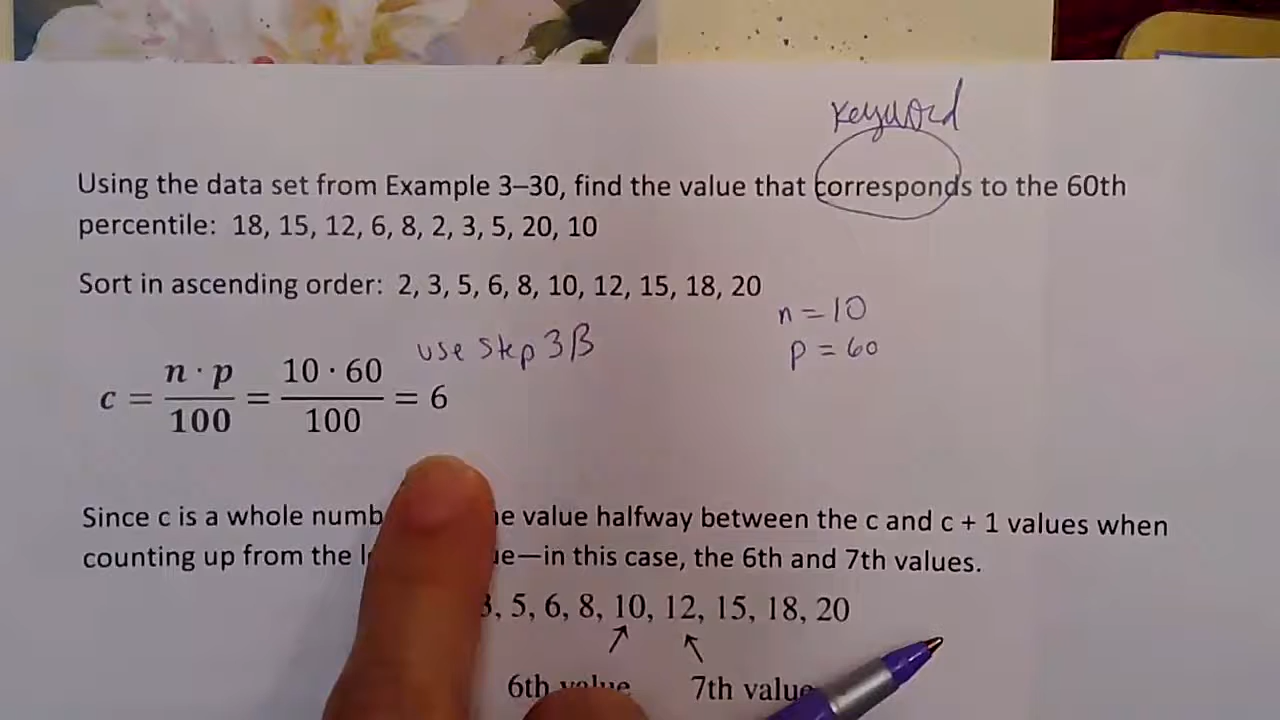 keyword
Using the data set from Example 3–30, find the value that corresponds to the 60th
percentile: 18, 15, 12, 6, 8, 2, 3, 5, 20, 10
Sort in ascending order: 2, 3, 5, 6, 8, 10, 12, 15, 18, 20
n = 10
use step 3B
p = 60
c = n · p / 100 = 10 · 60 / 100 = 6
Since c is a whole numb value halfway between the c and c + 1 values when
counting up from the in this case, the 6th and 7th values.
3, 5, 6, 8, 10, 12, 15, 18, 20
6th value 7th value